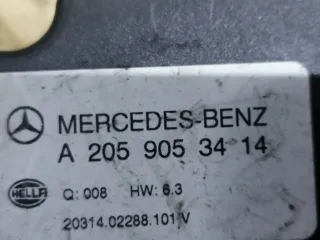 MERCEDES-BENZ
A 205 905 34 14
HELLA Q: 008 HW: 6.3
20314.02288.101 V